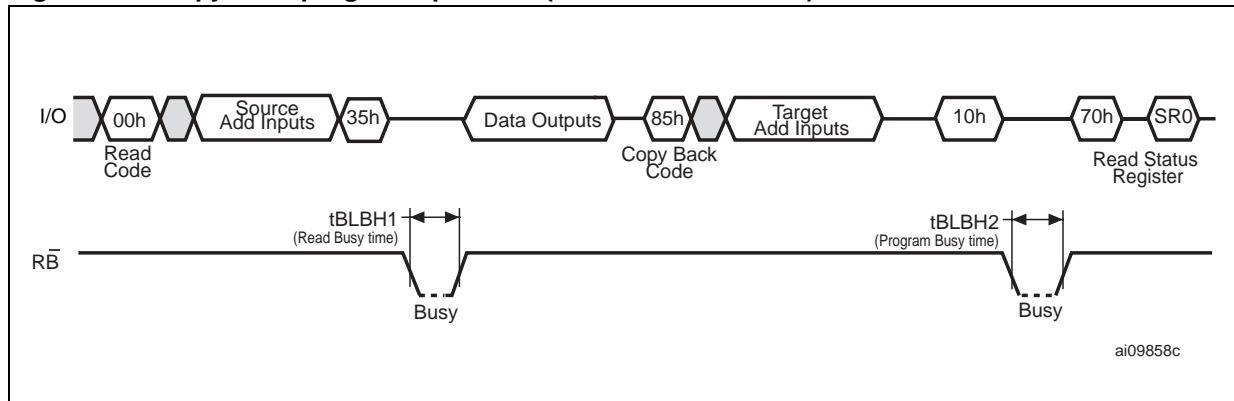 I/O 00h Source Add Inputs 35h Data Outputs 85h Target Add Inputs 10h 70h SR0
Read Code
Copy Back Code
Read Status Register
tBLBH1
(Read Busy time)
tBLBH2
(Program Busy time)
RB̅
Busy
Busy
ai09858c